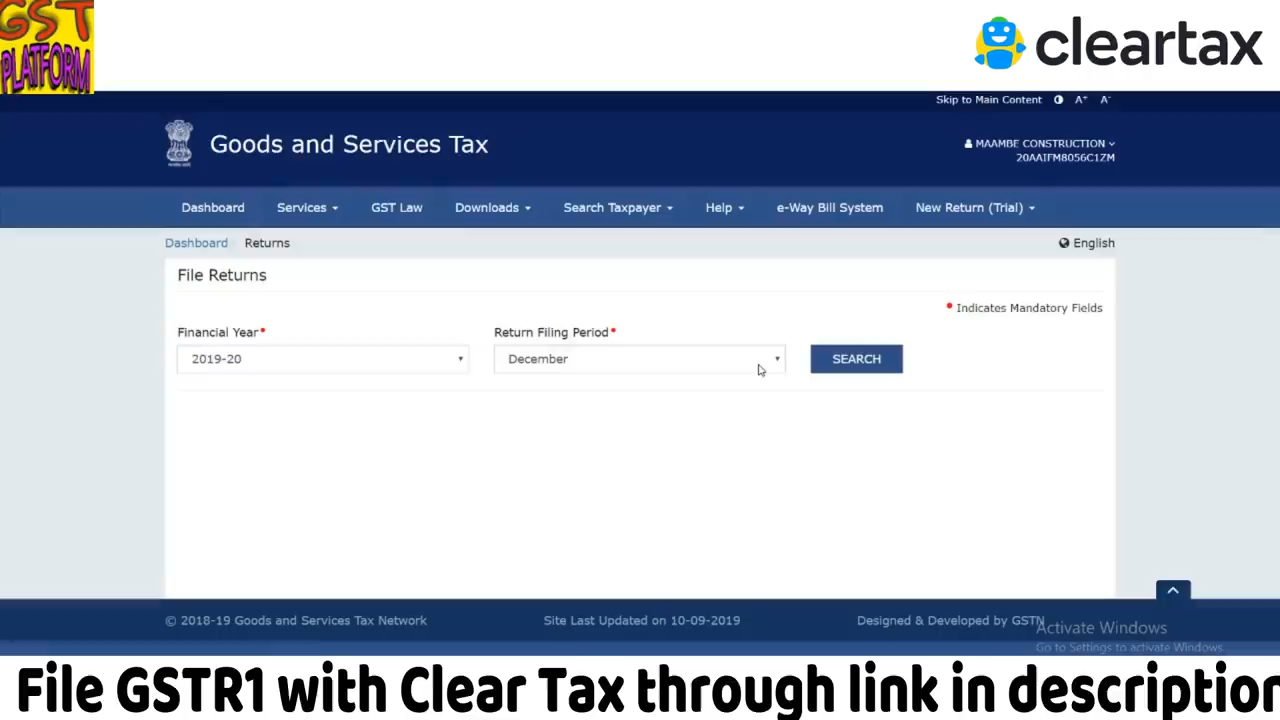 GST
PLATFORM
cleartax
Skip to Main Content A+ A-
Goods and Services Tax
MAAMBE CONSTRUCTION
20AAIFM8056C1ZM
Dashboard Services GST Law Downloads Search Taxpayer Help e-Way Bill System New Return (Trial)
Dashboard Returns English
File Returns
• Indicates Mandatory Fields
Financial Year• Return Filing Period•
2019-20 December SEARCH
© 2018-19 Goods and Services Tax Network Site Last Updated on 10-09-2019 Designed & Developed by GSTN
Activate Windows
Go to Settings to activate Windows.
File GSTR1 with Clear Tax through link in description